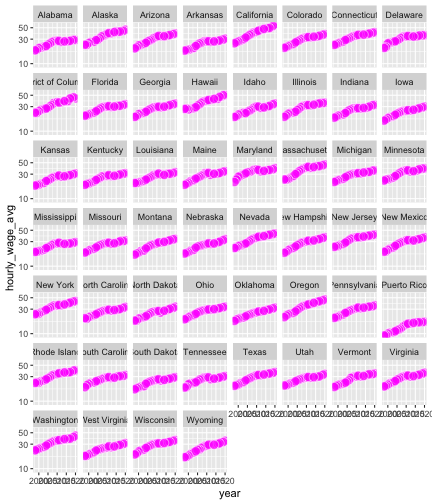 Alabama Alaska Arizona Arkansas California Colorado Connecticut Delaware
50
30
10
rict of Colum Florida Georgia Hawaii Idaho Illinois Indiana Iowa
50
30
10
Kansas Kentucky Louisiana Maine Maryland assachuset Michigan Minnesota
50
30
10
Mississippi Missouri Montana Nebraska Nevada ew Hampshi New Jersey New Mexico
50
30
10
hourly_wage_avg
New York orth Carolin North Dakota Ohio Oklahoma Oregon Pennsylvania Puerto Rico
50
30
10
Rhode Island outh Carolin South Dakota Tennessee Texas Utah Vermont Virginia
50
30
10
Washington West Virginia Wisconsin Wyoming
50
30
10
year